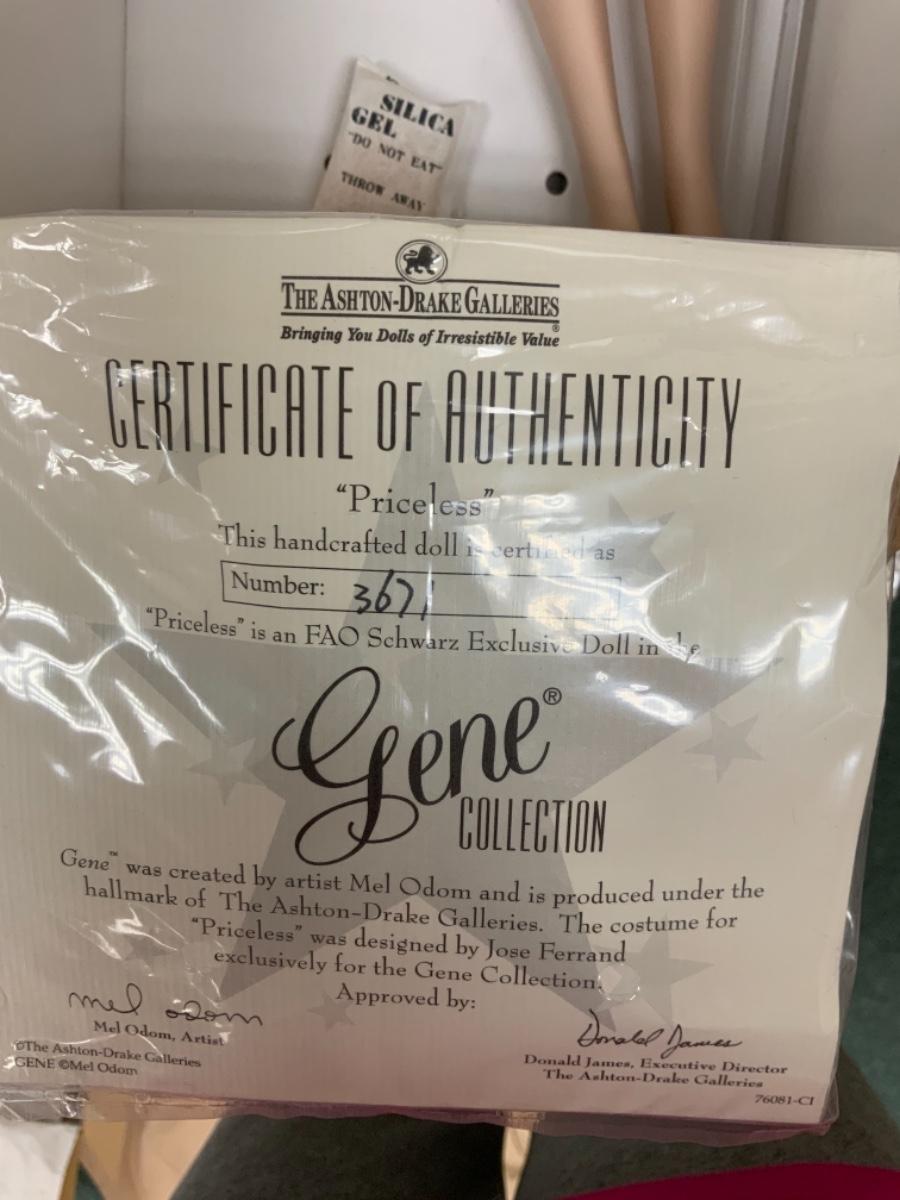 SILICA
GEL
"DO NOT EAT"
THROW AWAY
THE ASHTON-DRAKE GALLERIES
Bringing You Dolls of Irresistible Value®
CERTIFICATE OF AUTHENTICITY
“Priceless”
This handcrafted doll is certified as
Number: 3671
“Priceless” is an FAO Schwarz Exclusive Doll in the
Gene®
COLLECTION
Gene™ was created by artist Mel Odom and is produced under the
hallmark of The Ashton-Drake Galleries. The costume for
“Priceless” was designed by Jose Ferrand
exclusively for the Gene Collection.
Approved by:
mel odom
Mel Odom, Artist
©The Ashton-Drake Galleries
GENE ©Mel Odom
Donald James
Donald James, Executive Director
The Ashton-Drake Galleries
76081-CI